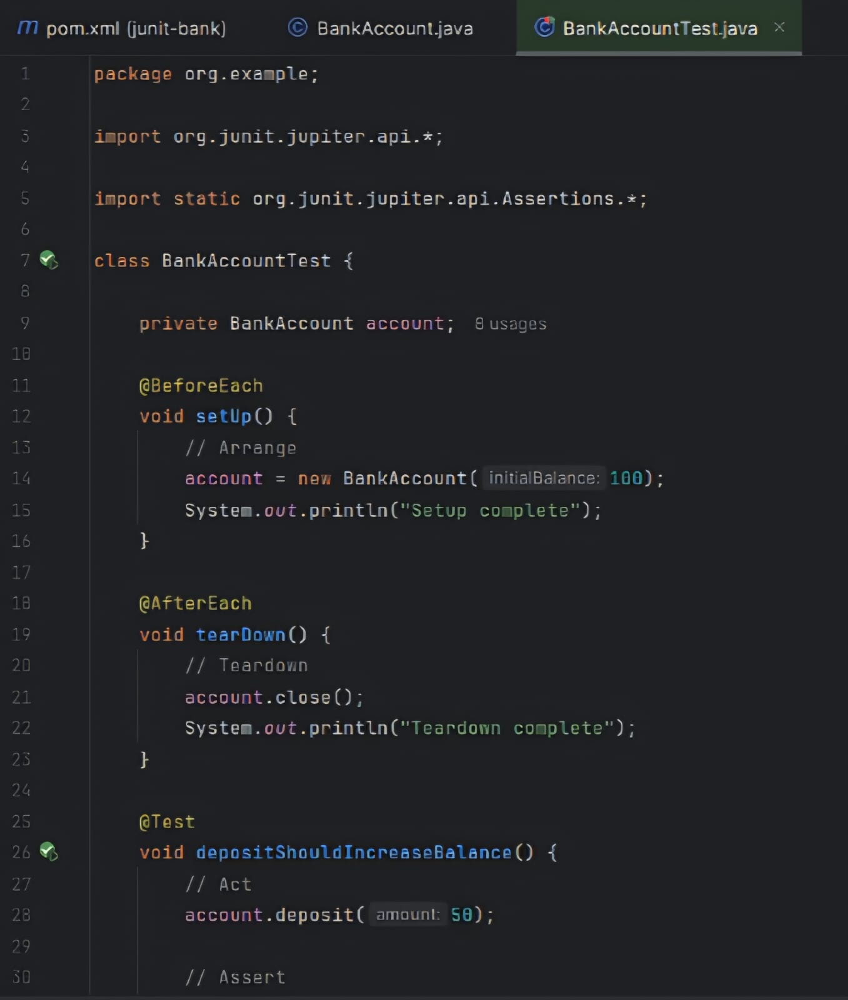 pom.xml (junit-bank) BankAccount.java BankAccountTest.java
1 package org.example;
2
3 import org.junit.jupiter.api.*;
4
5 import static org.junit.jupiter.api.Assertions.*;
6
7 class BankAccountTest {
8
9 private BankAccount account; 8 usages
10
11 @BeforeEach
12 void setUp() {
13 // Arrange
14 account = new BankAccount( initialBalance: 100);
15 System.out.println("Setup complete");
16 }
17
18 @AfterEach
19 void tearDown() {
20 // Teardown
21 account.close();
22 System.out.println("Teardown complete");
23 }
24
25 @Test
26 void depositShouldIncreaseBalance() {
27 // Act
28 account.deposit( amount: 50);
29
30 // Assert